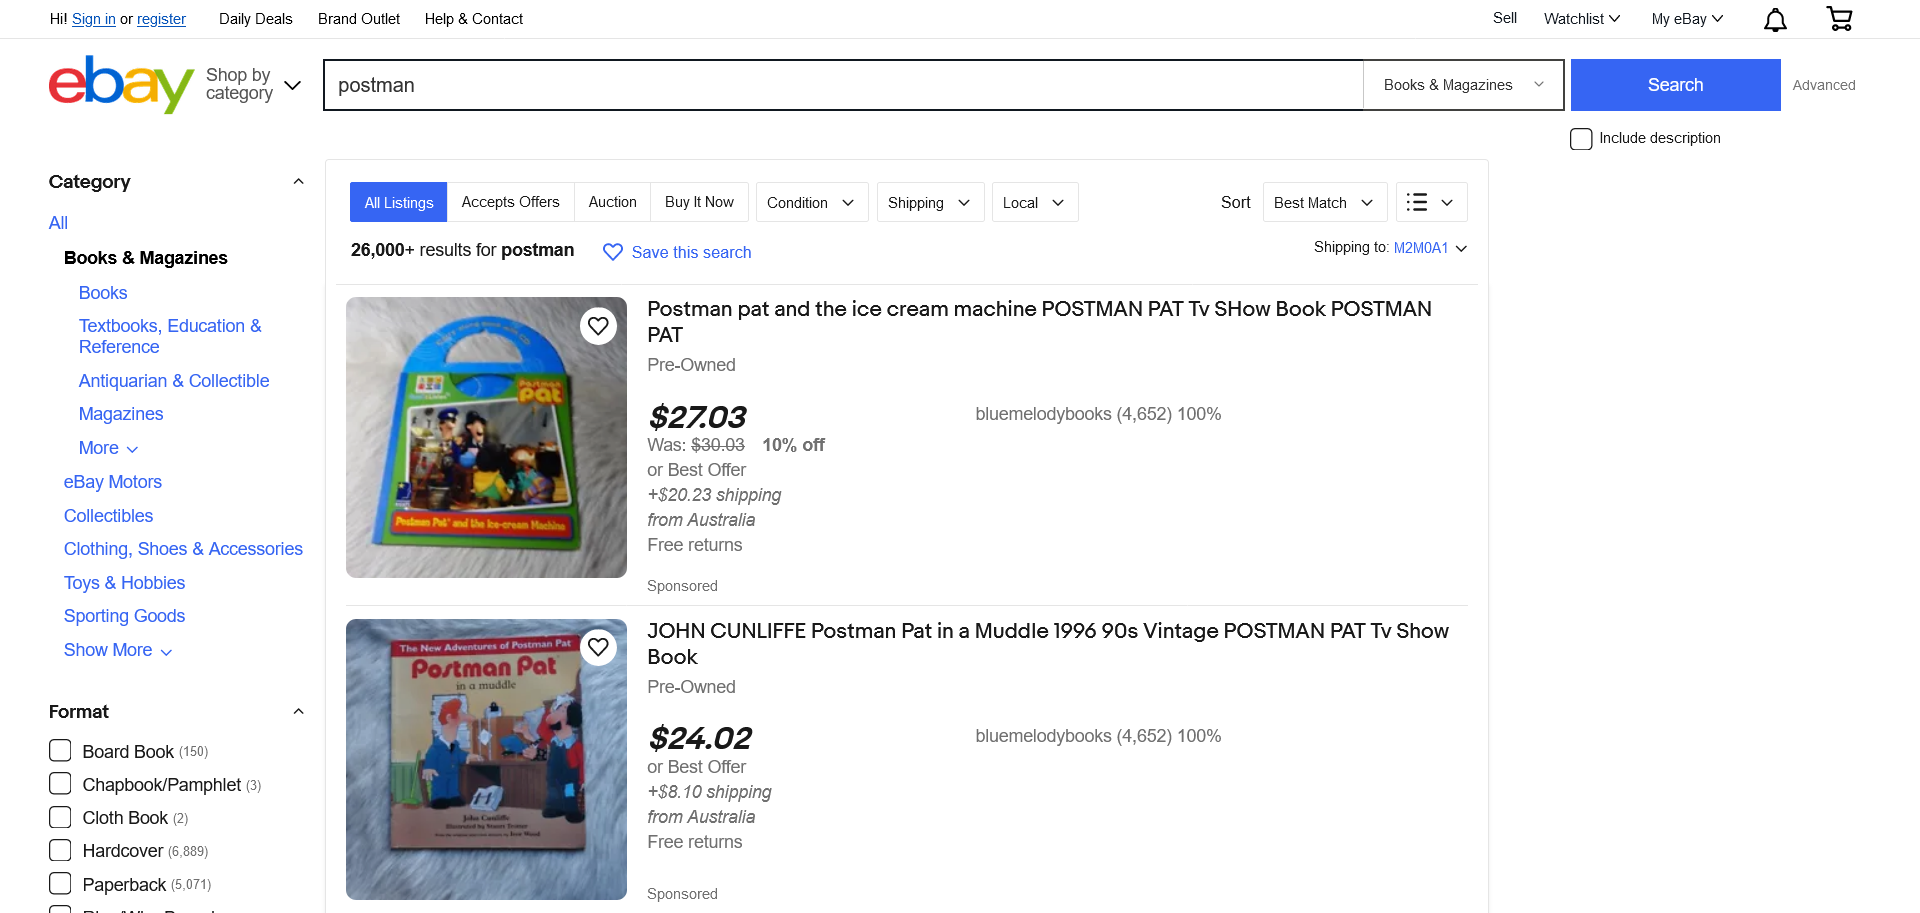 Hi! Sign in or register
Daily Deals
Brand Outlet
Help & Contact
Sell
Watchlist
My eBay
ebay
Shop by
category
postman
Books & Magazines
Search
Advanced
Include description
Category
All
Books & Magazines
Books
Textbooks, Education &
Reference
Antiquarian & Collectible
Magazines
More
eBay Motors
Collectibles
Clothing, Shoes & Accessories
Toys & Hobbies
Sporting Goods
Show More
Format
Board Book (150)
Chapbook/Pamphlet (3)
Cloth Book (2)
Hardcover (6,889)
Paperback (5,071)
All Listings
Accepts Offers
Auction
Buy It Now
Condition
Shipping
Local
Sort
Best Match
26,000+ results for postman
Save this search
Shipping to: M2M0A1
Postman Pat
Postman Pat and the Ice-cream Machine
Postman pat and the ice cream machine POSTMAN PAT Tv SHow Book POSTMAN
PAT
Pre-Owned
$27.03
Was: $30.03 10% off
or Best Offer
+$20.23 shipping
from Australia
Free returns
bluemelodybooks (4,652) 100%
Sponsored
The New Adventures of Postman Pat
Postman Pat
in a muddle
John Cunliffe
JOHN CUNLIFFE Postman Pat in a Muddle 1996 90s Vintage POSTMAN PAT Tv Show
Book
Pre-Owned
$24.02
or Best Offer
+$8.10 shipping
from Australia
Free returns
bluemelodybooks (4,652) 100%
Sponsored